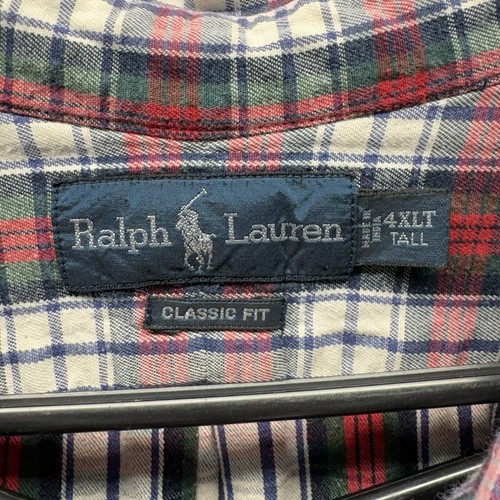 Ralph Lauren
4XLT
TALL
CLASSIC FIT